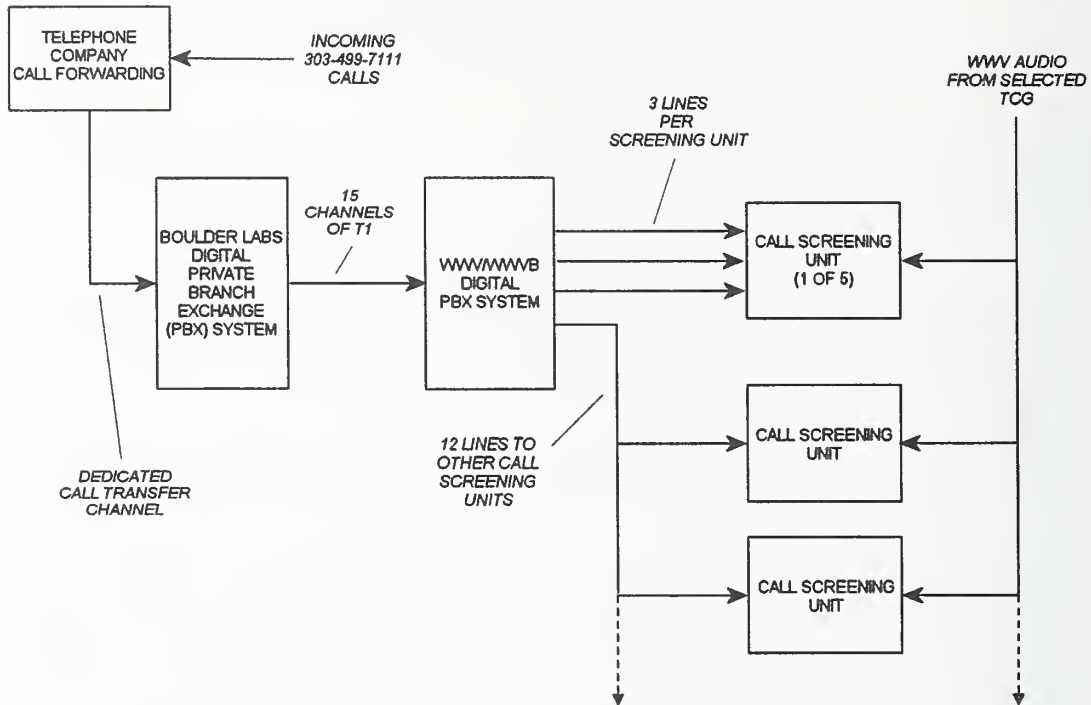 TELEPHONE
COMPANY
CALL FORWARDING
INCOMING
303-499-7111
CALLS
WWV AUDIO
FROM SELECTED
TCG
3 LINES
PER
SCREENING UNIT
15
CHANNELS
OF T1
BOULDER LABS
DIGITAL
PRIVATE
BRANCH
EXCHANGE
(PBX) SYSTEM
WWV/WWVB
DIGITAL
PBX SYSTEM
CALL SCREENING
UNIT
(1 OF 5)
12 LINES TO
OTHER CALL
SCREENING
UNITS
CALL SCREENING
UNIT
DEDICATED
CALL TRANSFER
CHANNEL
CALL SCREENING
UNIT